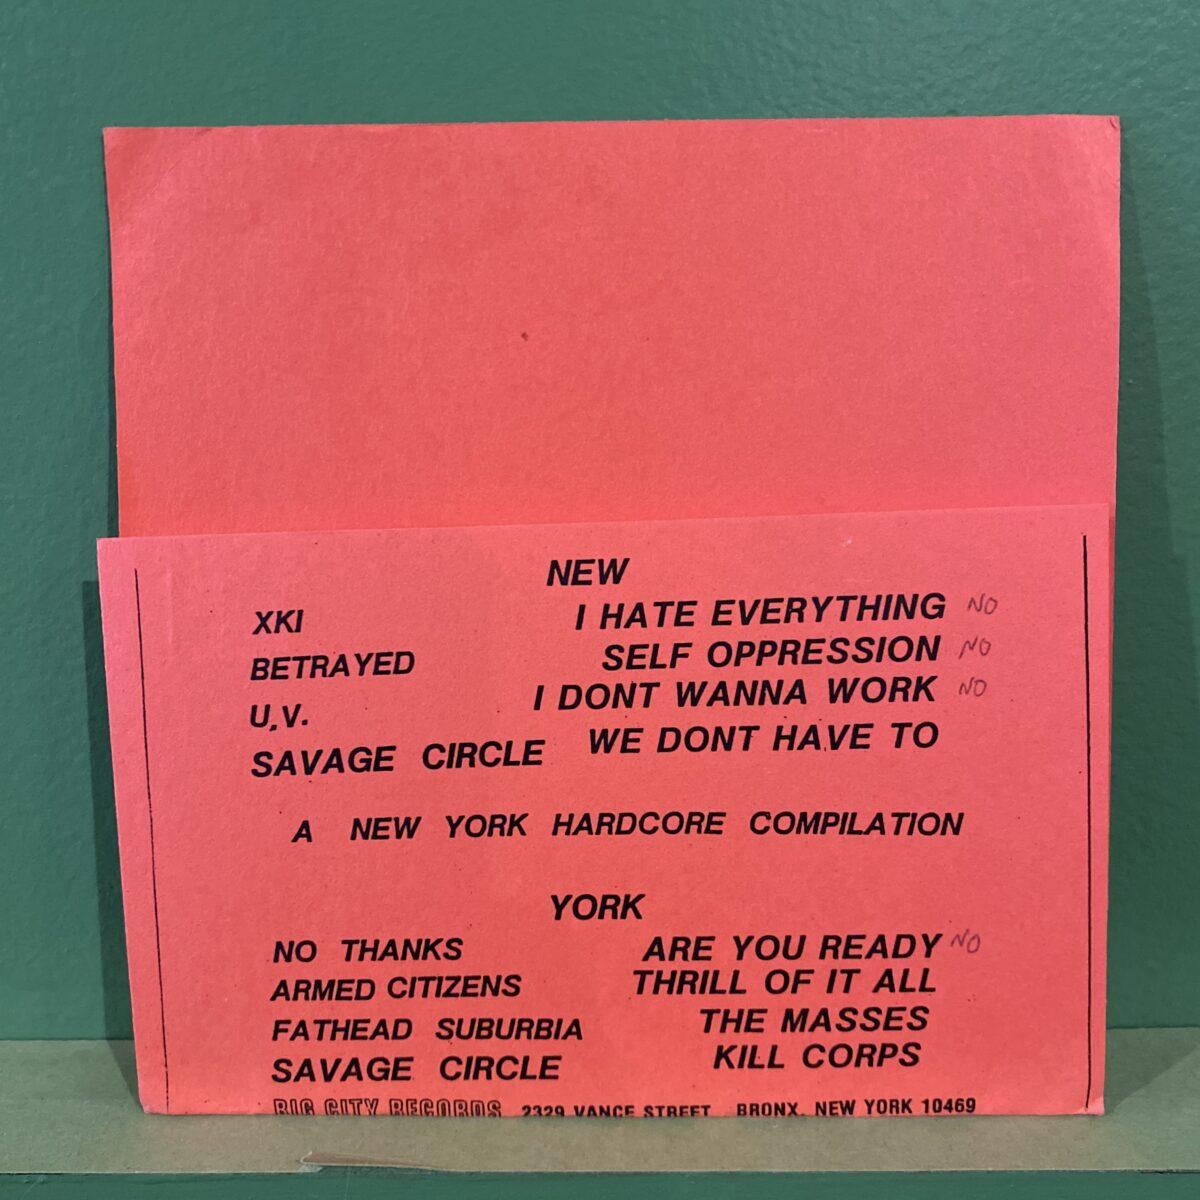 NEW
XKI I HATE EVERYTHING NO
BETRAYED SELF OPPRESSION NO
U,V. I DONT WANNA WORK NO
SAVAGE CIRCLE WE DONT HAVE TO
A NEW YORK HARDCORE COMPILATION
YORK
NO THANKS ARE YOU READY NO
ARMED CITIZENS THRILL OF IT ALL
FATHEAD SUBURBIA THE MASSES
SAVAGE CIRCLE KILL CORPS
BIG CITY RECORDS 2329 VANCE STREET BRONX, NEW YORK 10469